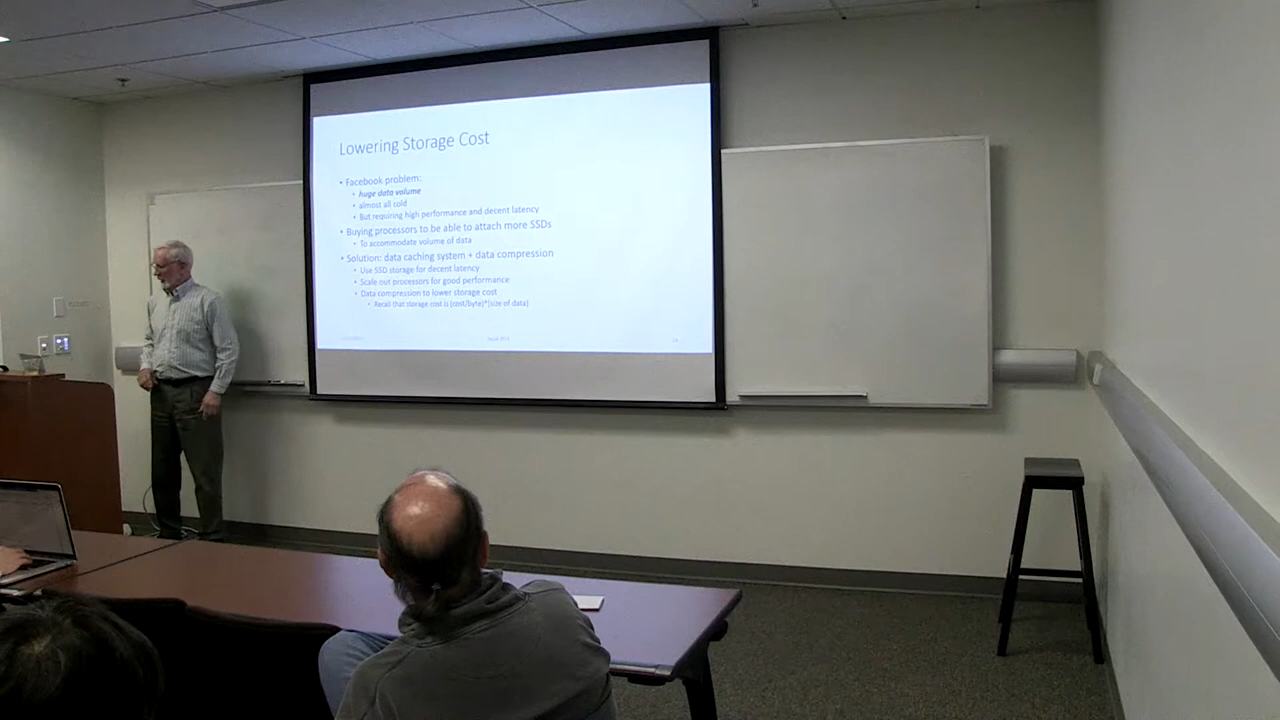 Lowering Storage Cost
• Facebook problem:
• huge data volume
• almost all cold
• But requiring high performance and decent latency
• Buying processors to be able to attach more SSDs
• To accommodate volume of data
• Solution: data caching system + data compression
• Use SSD storage for decent latency
• Scale out processors for good performance
• Data compression to lower storage cost
• Recall that storage cost is (cost/byte)*(size of data)